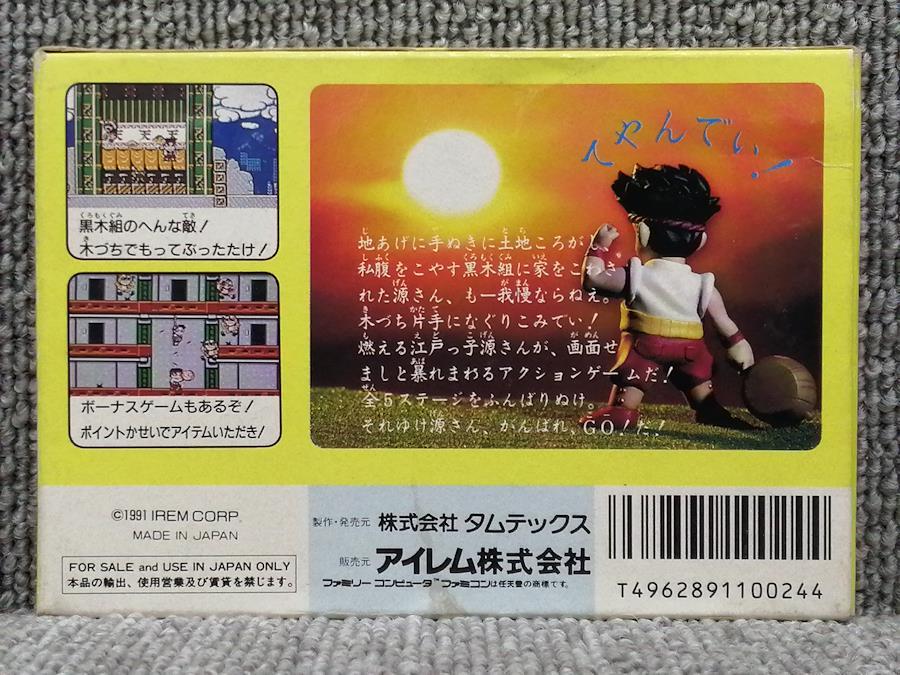 天 天 天
黒木組のへんな敵!
木づちでもってぶったたけ!
ボーナスゲームもあるぞ!
ポイントかせいでアイテムいただき!
べらんでい!
地あげに手ぬきに土地ころがし、
私腹をこやす黒木組に家をこわさ
れた源さん、も一我慢ならねぇ。
木づち片手になぐりこみでい!
燃える江戸っ子源さんが、画面せ
ましと暴れまわるアクションゲームだ!
全5ステージをふんばりぬけ。
それゆけ源さん、がんばれ、GO!だ!
©1991 IREM CORP.
MADE IN JAPAN
FOR SALE and USE IN JAPAN ONLY
本品の輸出、使用営業及び賃貸を禁じます。
製作・発売元 株式会社 タムテックス
販売元 アイレム株式会社
ファミリーコンピュータ™ ファミコンは任天堂の商標です。
T4962891100244